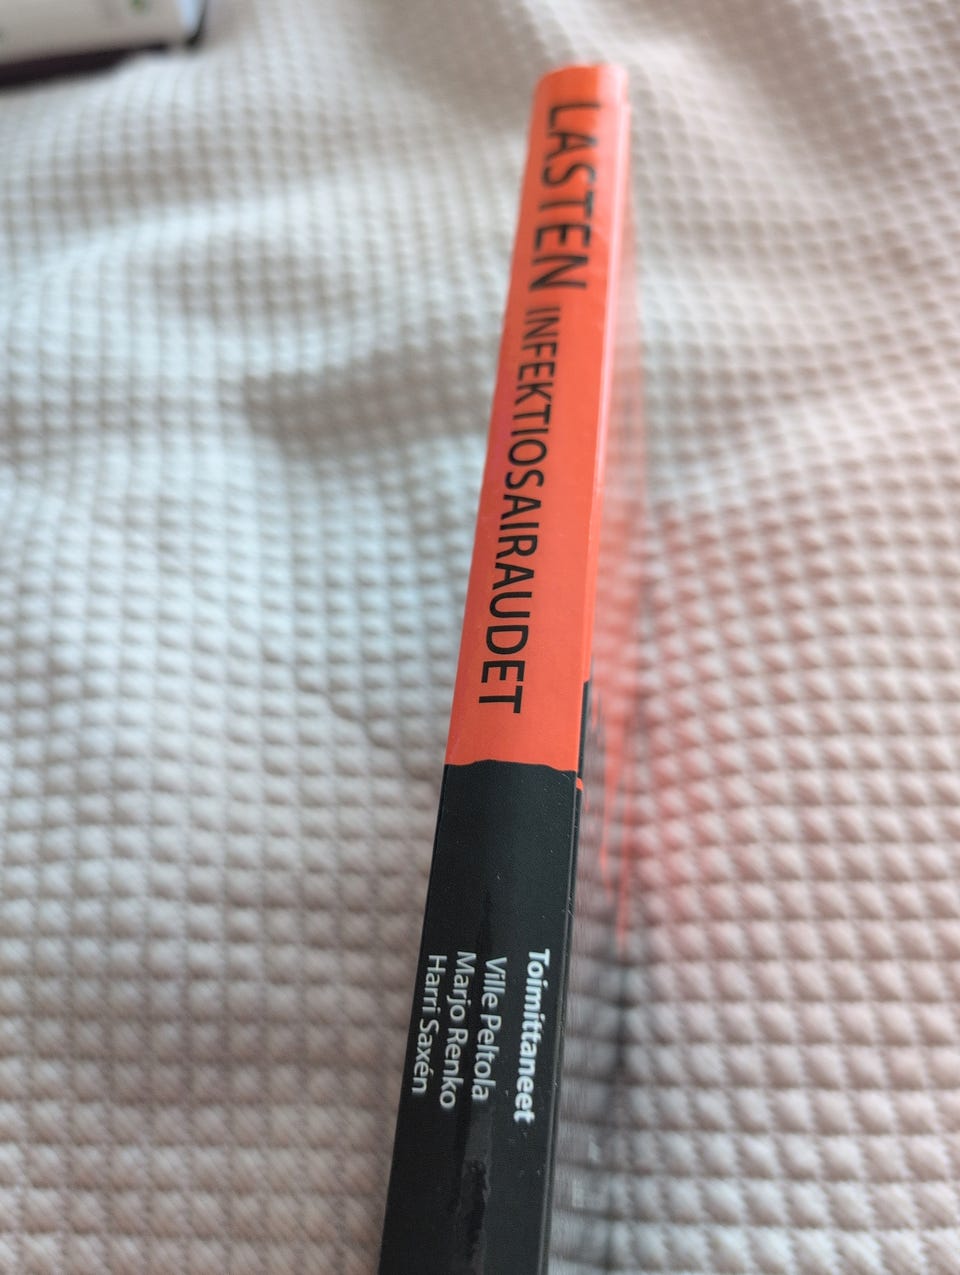 LASTEN INFEKTIOSAIRAUDET
Toimittaneet
Ville Peltola
Marjo Renko
Harri Saxén